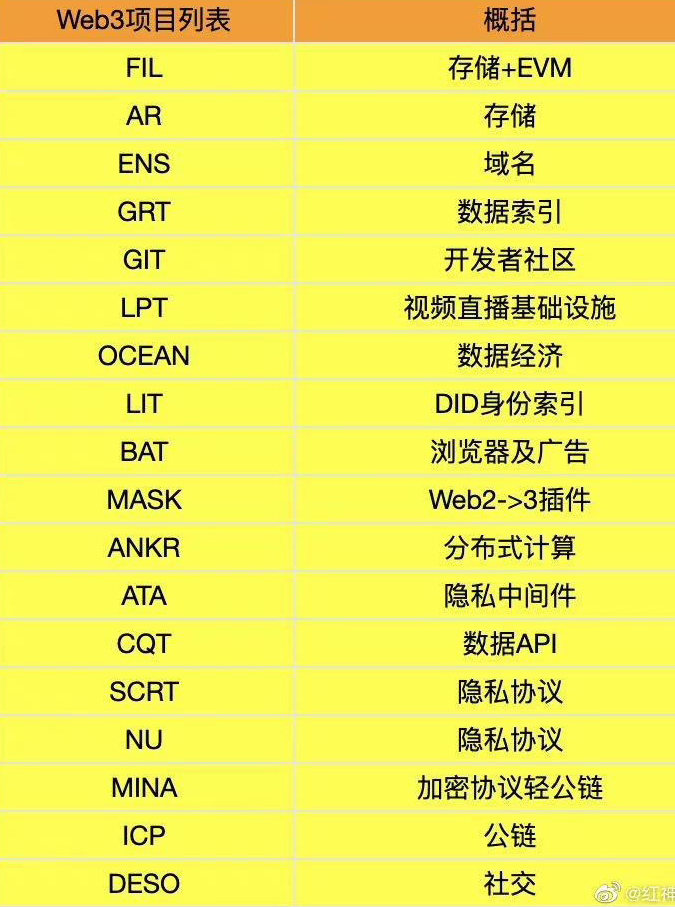 Web3项目列表 概括
FIL 存储+EVM
AR 存储
ENS 域名
GRT 数据索引
GIT 开发者社区
LPT 视频直播基础设施
OCEAN 数据经济
LIT DID身份索引
BAT 浏览器及广告
MASK Web2->3插件
ANKR 分布式计算
ATA 隐私中间件
CQT 数据API
SCRT 隐私协议
NU 隐私协议
MINA 加密协议轻公链
ICP 公链
DESO 社交
@红神